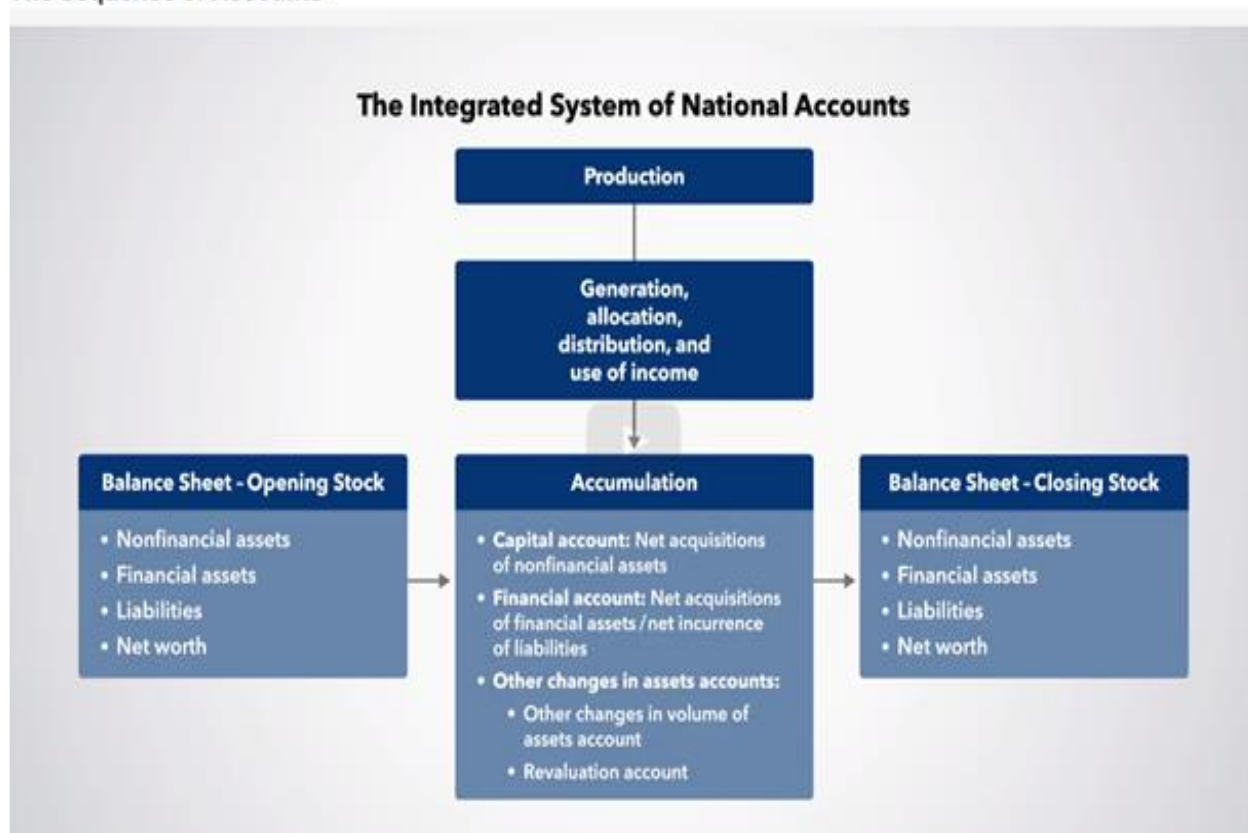 The Integrated System of National Accounts
Production
Generation,
allocation,
distribution, and
use of income
Balance Sheet - Opening Stock
• Nonfinancial assets
• Financial assets
• Liabilities
• Net worth
Accumulation
• Capital account: Net acquisitions
of nonfinancial assets
• Financial account: Net acquisitions
of financial assets / net incurrence
of liabilities
• Other changes in assets accounts:
• Other changes in volume of
assets account
• Revaluation account
Balance Sheet - Closing Stock
• Nonfinancial assets
• Financial assets
• Liabilities
• Net worth